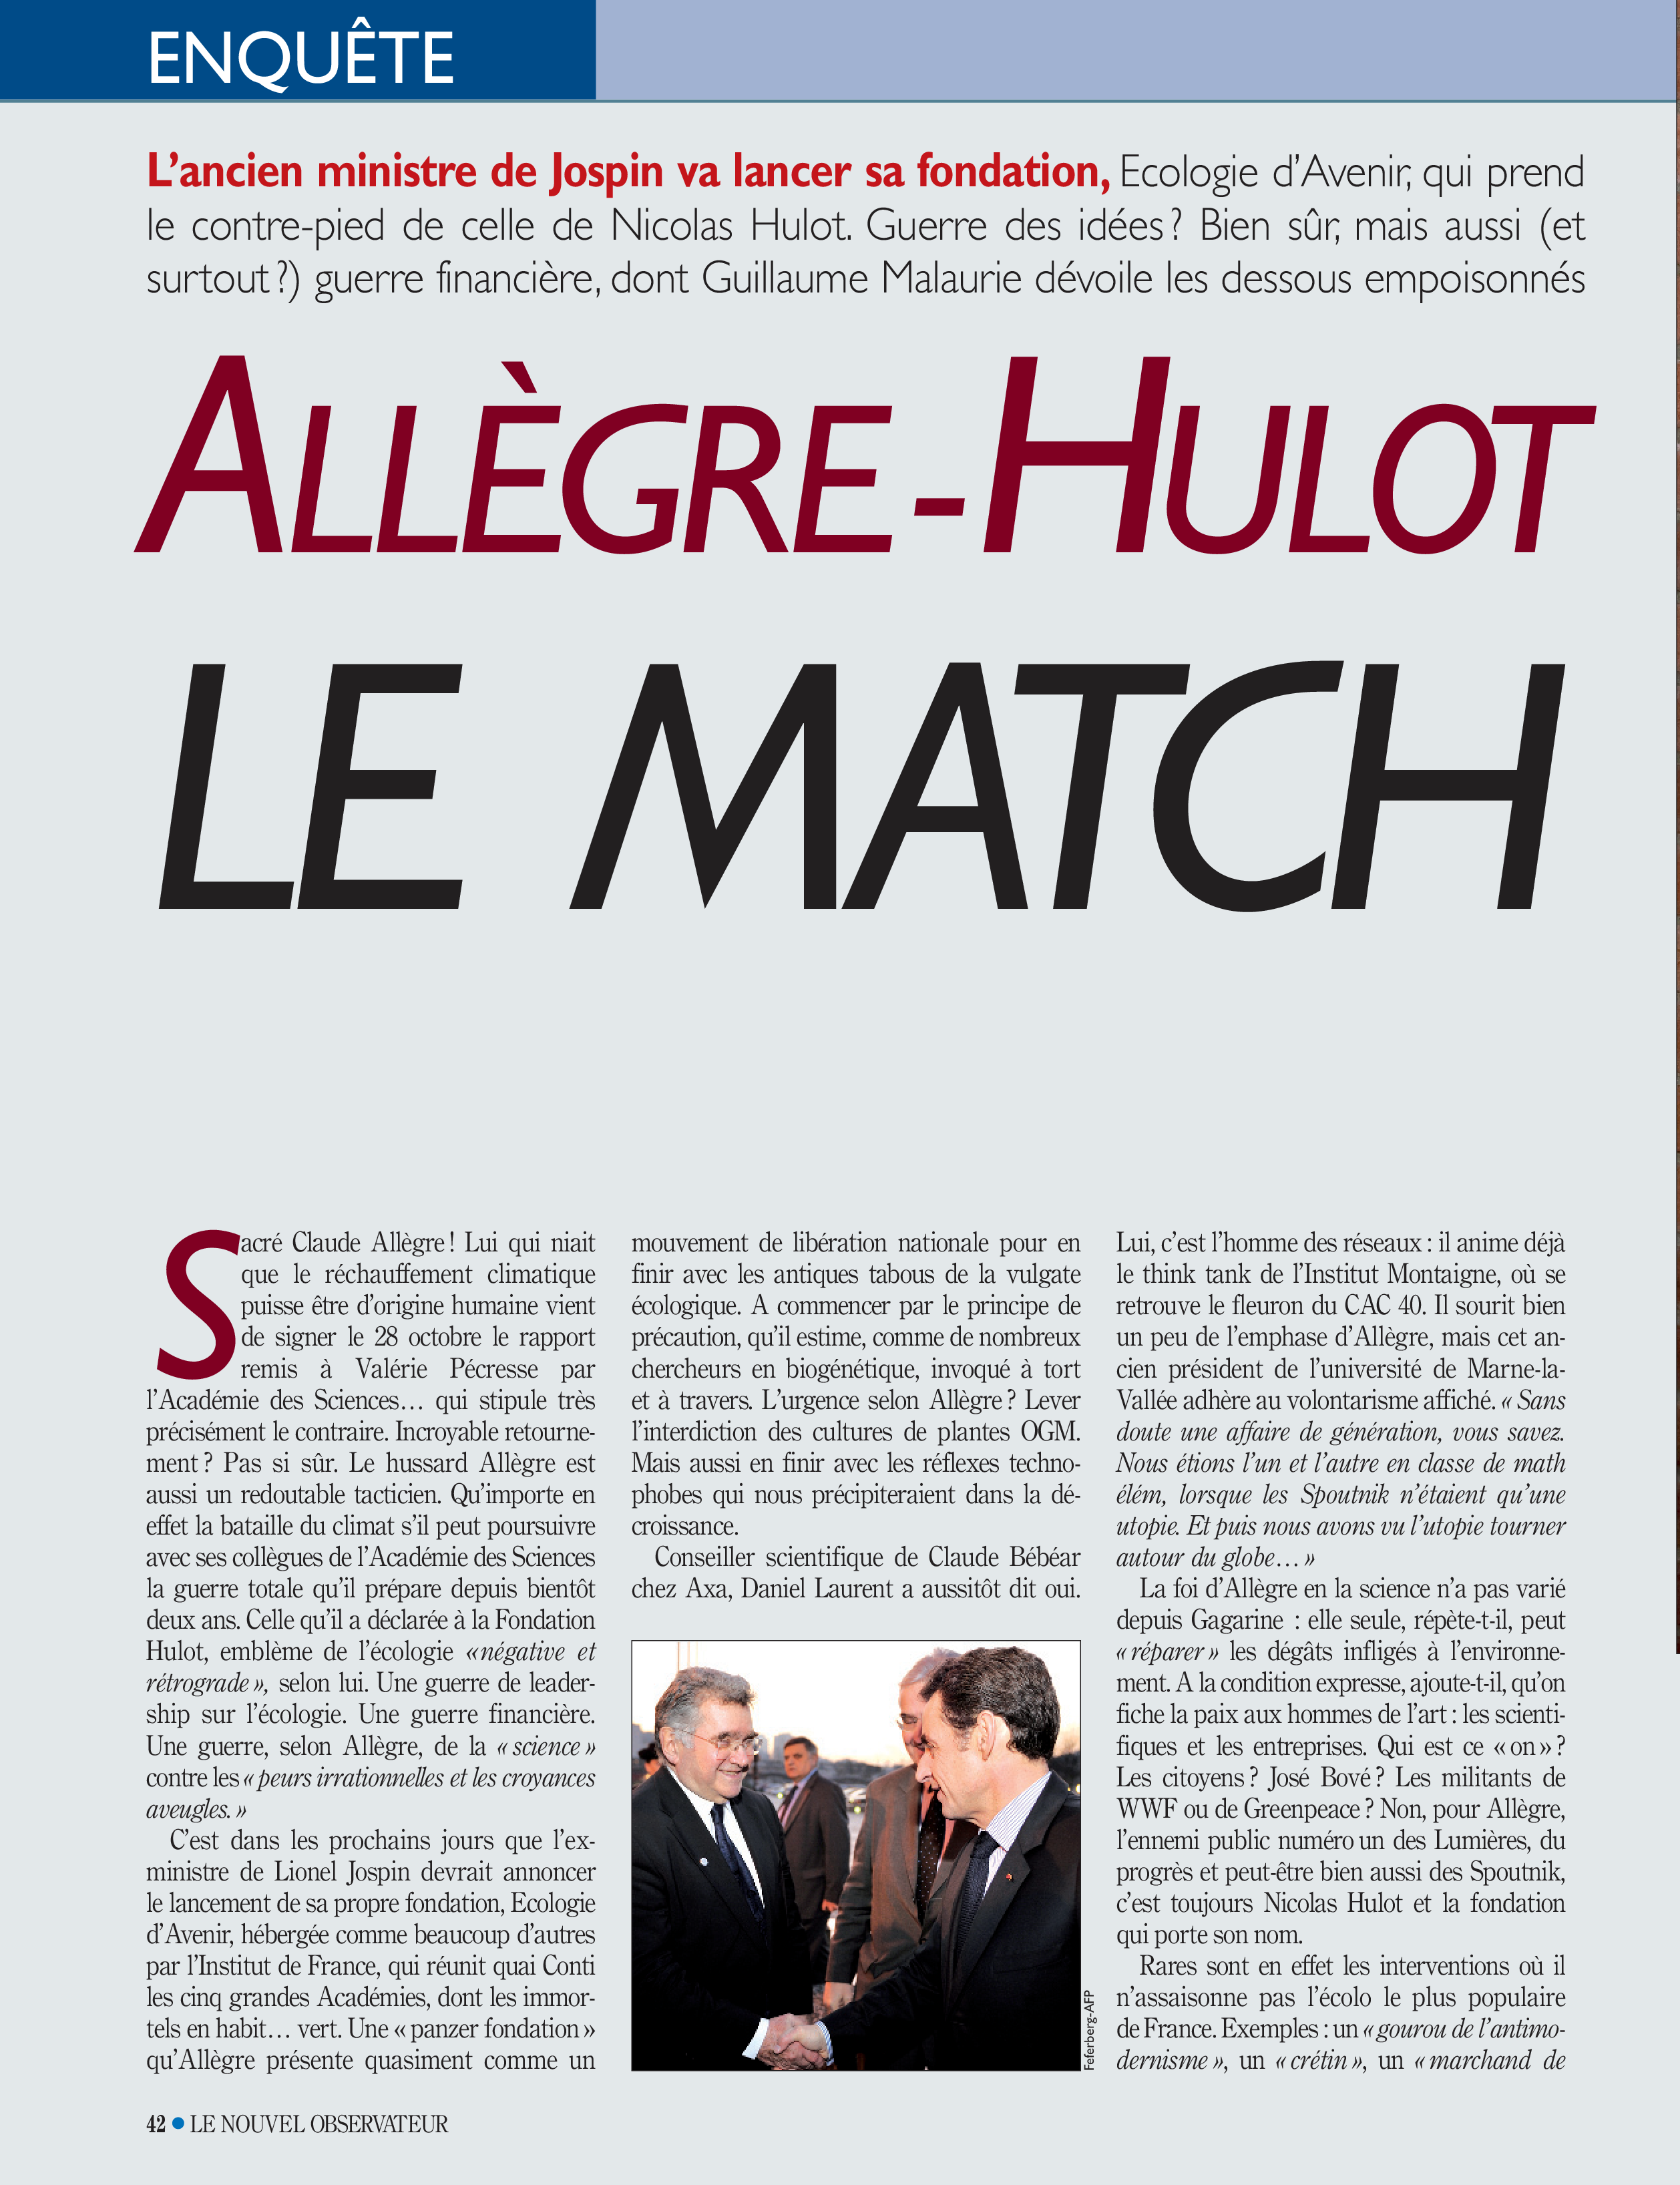 ENQUÊTE
L’ancien ministre de Jospin va lancer sa fondation, Ecologie d’Avenir, qui prend
le contre-pied de celle de Nicolas Hulot. Guerre des idées ? Bien sûr, mais aussi (et
surtout ?) guerre financière, dont Guillaume Malaurie dévoile les dessous empoisonnés
ALLÈGRE-HULOT
LE MATCH
Sacré Claude Allègre ! Lui qui niait
que le réchauffement climatique
puisse être d’origine humaine vient
de signer le 28 octobre le rapport
remis à Valérie Pécresse par
l’Académie des Sciences… qui stipule très
précisément le contraire. Incroyable retourne-
ment ? Pas si sûr. Le hussard Allègre est
aussi un redoutable tacticien. Qu’importe en
effet la bataille du climat s’il peut poursuivre
avec ses collègues de l’Académie des Sciences
la guerre totale qu’il prépare depuis bientôt
deux ans. Celle qu’il a déclarée à la Fondation
Hulot, emblème de l’écologie «négative et
rétrograde», selon lui. Une guerre de leader-
ship sur l’écologie. Une guerre financière.
Une guerre, selon Allègre, de la «science»
contre les «peurs irrationnelles et les croyances
aveugles.»
C’est dans les prochains jours que l’ex-
ministre de Lionel Jospin devrait annoncer
le lancement de sa propre fondation, Ecologie
d’Avenir, hébergée comme beaucoup d’autres
par l’Institut de France, qui réunit quai Conti
les cinq grandes Académies, dont les immor-
tels en habit… vert. Une «panzer fondation»
qu’Allègre présente quasiment comme un
mouvement de libération nationale pour en
finir avec les antiques tabous de la vulgate
écologique. A commencer par le principe de
précaution, qu’il estime, comme de nombreux
chercheurs en biogénétique, invoqué à tort
et à travers. L’urgence selon Allègre ? Lever
l’interdiction des cultures de plantes OGM.
Mais aussi en finir avec les réflexes techno-
phobes qui nous précipiteraient dans la dé-
croissance.
Conseiller scientifique de Claude Bébéar
chez Axa, Daniel Laurent a aussitôt dit oui.
Feferberg-AFP
Lui, c’est l’homme des réseaux : il anime déjà
le think tank de l’Institut Montaigne, où se
retrouve le fleuron du CAC 40. Il sourit bien
un peu de l’emphase d’Allègre, mais cet an-
cien président de l’université de Marne-la-
Vallée adhère au volontarisme affiché. «Sans
doute une affaire de génération, vous savez.
Nous étions l’un et l’autre en classe de math
élém, lorsque les Spoutnik n’étaient qu’une
utopie. Et puis nous avons vu l’utopie tourner
autour du globe…»
La foi d’Allègre en la science n’a pas varié
depuis Gagarine : elle seule, répète-t-il, peut
«réparer» les dégâts infligés à l’environne-
ment. A la condition expresse, ajoute-t-il, qu’on
fiche la paix aux hommes de l’art : les scienti-
fiques et les entreprises. Qui est ce «on» ?
Les citoyens ? José Bové ? Les militants de
WWF ou de Greenpeace ? Non, pour Allègre,
l’ennemi public numéro un des Lumières, du
progrès et peut-être bien aussi des Spoutnik,
c’est toujours Nicolas Hulot et la fondation
qui porte son nom.
Rares sont en effet les interventions où il
n’assaisonne pas l’écolo le plus populaire
de France. Exemples : un «gourou de l’antimo-
dernisme», un «crétin», un «marchand de
42 • LE NOUVEL OBSERVATEUR